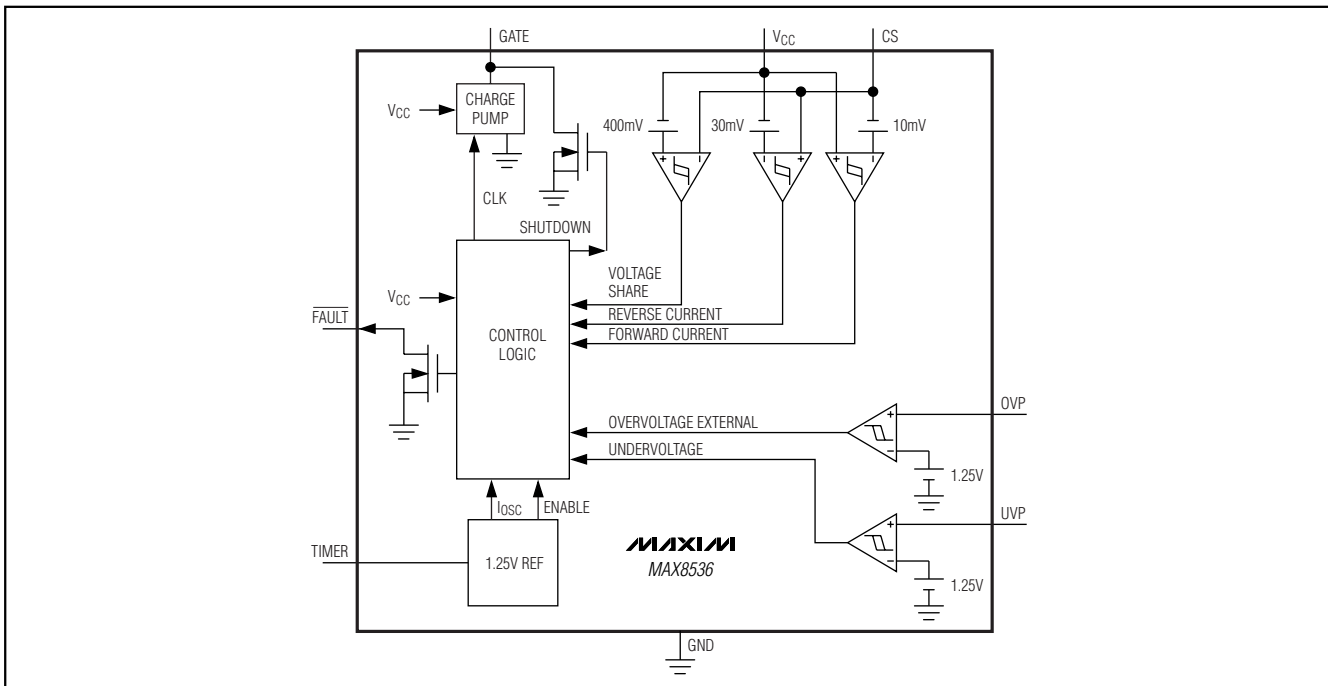 GATE
VCC
CS
CHARGE
PUMP
VCC
400mV
30mV
10mV
+
–
–
+
+
–
CLK
SHUTDOWN
VOLTAGE
SHARE
REVERSE CURRENT
FORWARD CURRENT
VCC
FAULT
CONTROL
LOGIC
OVERVOLTAGE EXTERNAL
UNDERVOLTAGE
+
–
OVP
1.25V
IOSC
ENABLE
+
–
UVP
1.25V
TIMER
1.25V REF
MAXIM
MAX8536
GND